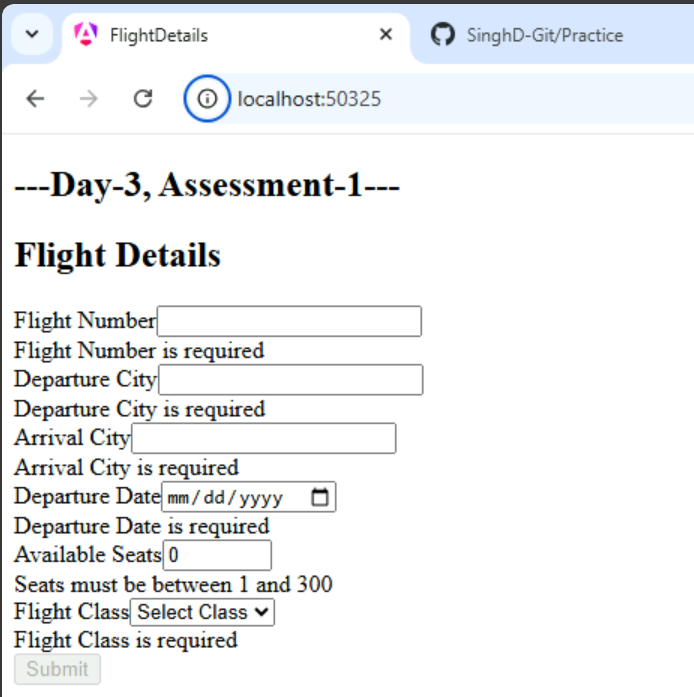 FlightDetails
SinghD-Git/Practice
localhost:50325
---Day-3, Assessment-1---
Flight Details
Flight Number
Flight Number is required
Departure City
Departure City is required
Arrival City
Arrival City is required
Departure Date mm/dd/yyyy
Departure Date is required
Available Seats 0
Seats must be between 1 and 300
Flight Class Select Class
Flight Class is required
Submit